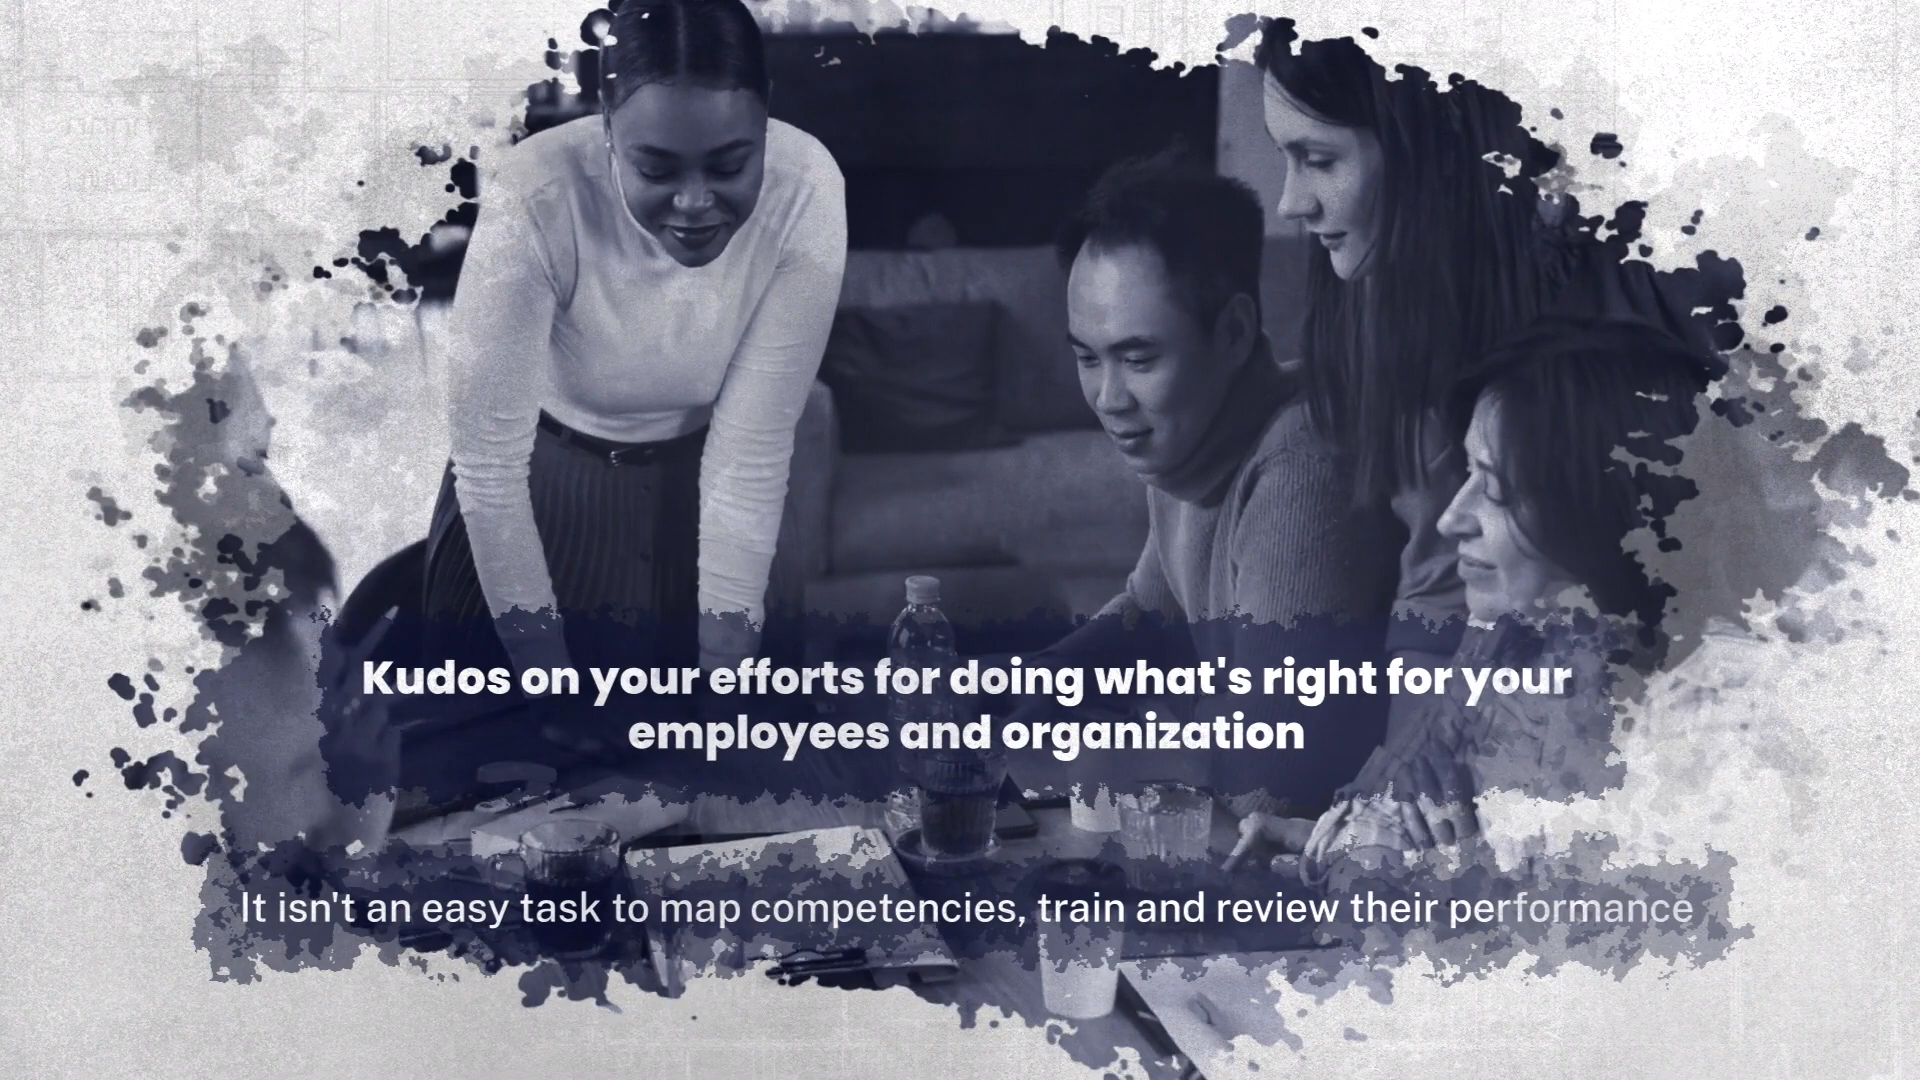 Kudos on your efforts for doing what's right for your
employees and organization
It isn't an easy task to map competencies, train and review their performance